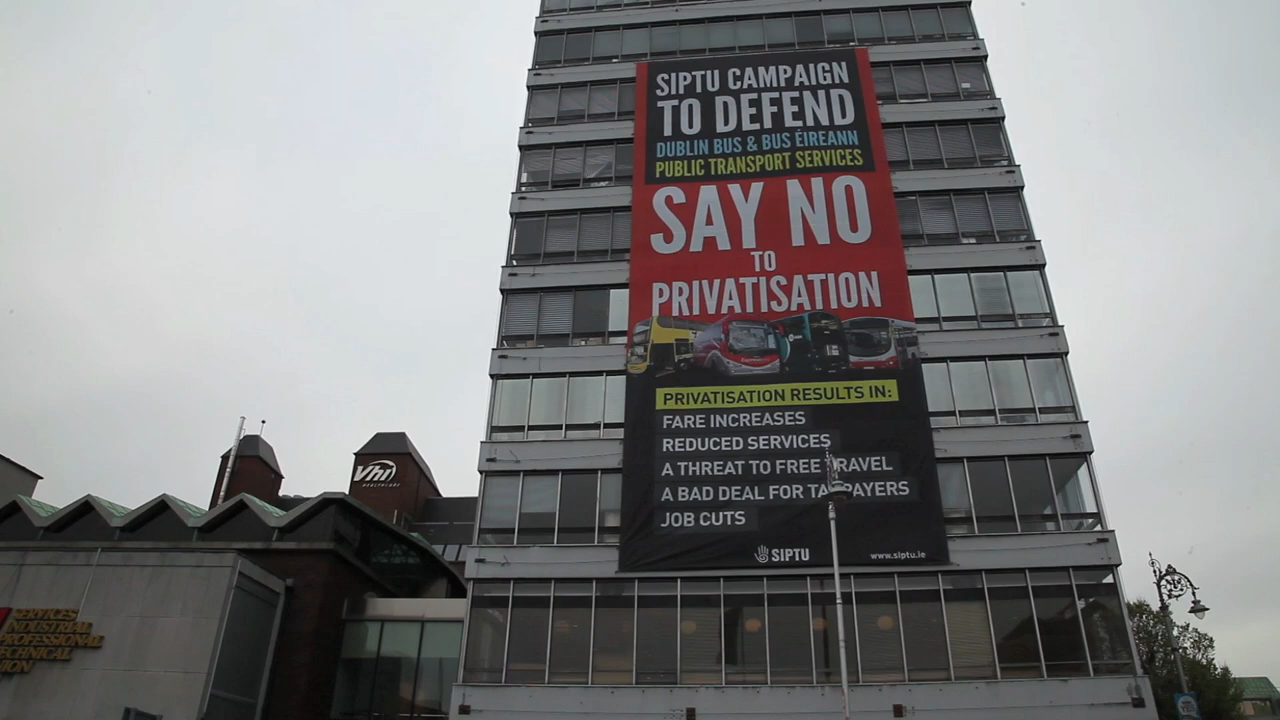 SIPTU CAMPAIGN
TO DEFEND
DUBLIN BUS & BUS ÉIREANN
PUBLIC TRANSPORT SERVICES
SAY NO
TO
PRIVATISATION
PRIVATISATION RESULTS IN:
FARE INCREASES
REDUCED SERVICES
A THREAT TO FREE TRAVEL
A BAD DEAL FOR TAXPAYERS
JOB CUTS
SIPTU
www.siptu.ie
Vhi
HEALTHCARE
SERVICES
INDUSTRIAL
PROFESSIONAL
TECHNICAL
UNION